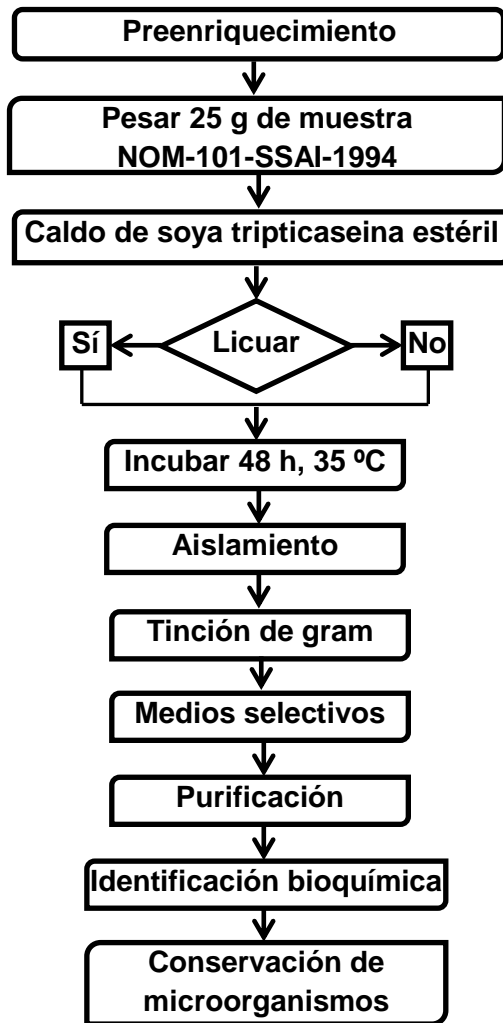 Preenriquecimiento
Pesar 25 g de muestra
NOM-101-SSAI-1994
Caldo de soya tripticaseina estéril
Sí Licuar No
Incubar 48 h, 35 ºC
Aislamiento
Tinción de gram
Medios selectivos
Purificación
Identificación bioquímica
Conservación de
microorganismos